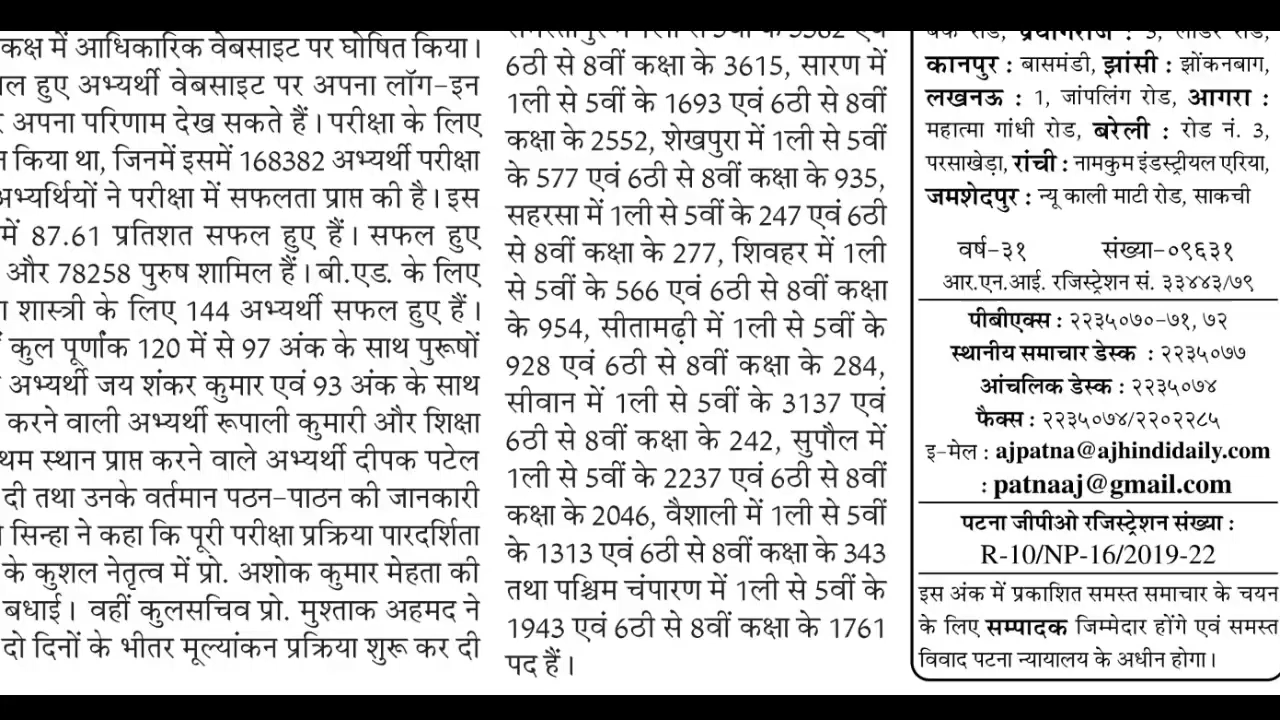 कक्ष में आधिकारिक वेबसाइट पर घोषित किया।
ल हुए अभ्यर्थी वेबसाइट पर अपना लॉग-इन
अपना परिणाम देख सकते हैं। परीक्षा के लिए
किया था, जिनमें इसमें 168382 अभ्यर्थी परीक्षा
अभ्यर्थियों ने परीक्षा में सफलता प्राप्त की है। इस
में 87.61 प्रतिशत सफल हुए हैं। सफल हुए
और 78258 पुरुष शामिल हैं। बी.एड. के लिए
शास्त्री के लिए 144 अभ्यर्थी सफल हुए हैं।
कुल पूर्णांक 120 में से 97 अंक के साथ पुरूषों
अभ्यर्थी जय शंकर कुमार एवं 93 अंक के साथ
करने वाली अभ्यर्थी रूपाली कुमारी और शिक्षा
थम स्थान प्राप्त करने वाले अभ्यर्थी दीपक पटेल
दी तथा उनके वर्तमान पठन-पाठन की जानकारी
सिन्हा ने कहा कि पूरी परीक्षा प्रक्रिया पारदर्शिता
के कुशल नेतृत्व में प्रो. अशोक कुमार मेहता की
बधाई। वहीं कुलसचिव प्रो. मुश्ताक अहमद ने
दो दिनों के भीतर मूल्यांकन प्रक्रिया शुरू कर दी
6ठी से 8वीं कक्षा के 3615, सारण में
1ली से 5वीं के 1693 एवं 6ठी से 8वीं
कक्षा के 2552, शेखपुरा में 1ली से 5वीं
के 577 एवं 6ठी से 8वीं कक्षा के 935,
सहरसा में 1ली से 5वीं के 247 एवं 6ठी
से 8वीं कक्षा के 277, शिवहर में 1ली
से 5वीं के 566 एवं 6ठी से 8वीं कक्षा
के 954, सीतामढ़ी में 1ली से 5वीं के
928 एवं 6ठी से 8वीं कक्षा के 284,
सीवान में 1ली से 5वीं के 3137 एवं
6ठी से 8वीं कक्षा के 242, सुपौल में
1ली से 5वीं के 2237 एवं 6ठी से 8वीं
कक्षा के 2046, वैशाली में 1ली से 5वीं
के 1313 एवं 6ठी से 8वीं कक्षा के 343
तथा पश्चिम चंपारण में 1ली से 5वीं के
1943 एवं 6ठी से 8वीं कक्षा के 1761
पद हैं।
कानपुर : बासमंडी, झांसी : झोंकनबाग,
लखनऊ : 1, जांपलिंग रोड, आगरा :
महात्मा गांधी रोड, बरेली : रोड नं. 3,
परसाखेड़ा, रांची : नामकुम इंडस्ट्रीयल एरिया,
जमशेदपुर : न्यू काली माटी रोड, साकची
वर्ष-३१ संख्या-०९६३१
आर.एन.आई. रजिस्ट्रेशन सं. ३३४४३/७९
पीबीएक्स : २२३५०७०-७१, ७२
स्थानीय समाचार डेस्क : २२३५०७७
आंचलिक डेस्क : २२३५०७४
फैक्स : २२३५०७४/२२०२२८५
इ-मेल : ajpatna@ajhindidaily.com
: patnaaj@gmail.com
पटना जीपीओ रजिस्ट्रेशन संख्या :
R-10/NP-16/2019-22
इस अंक में प्रकाशित समस्त समाचार के चयन
के लिए सम्पादक जिम्मेदार होंगे एवं समस्त
विवाद पटना न्यायालय के अधीन होगा।